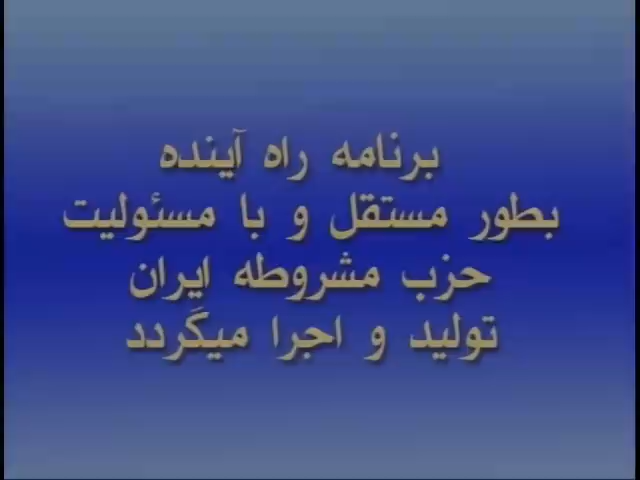 برنامه راه آینده
بطور مستقل و با مسئولیت
حزب مشروطه ایران
تولید و اجرا میگردد